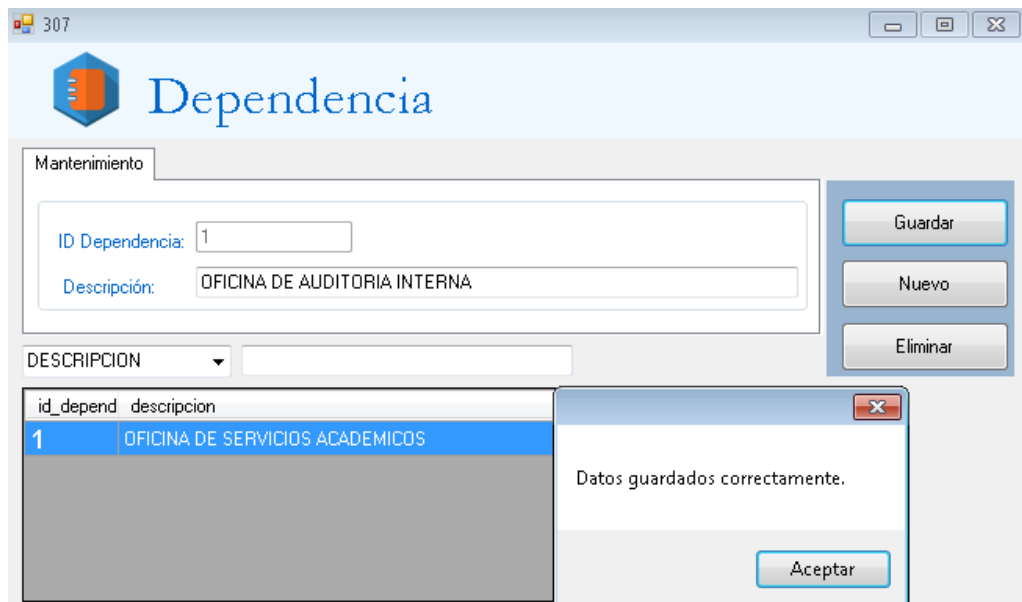 307
Dependencia
Mantenimiento
ID Dependencia: 1
Descripción: OFICINA DE AUDITORIA INTERNA
Guardar
Nuevo
Eliminar
DESCRIPCION
id_depend descripcion
1 OFICINA DE SERVICIOS ACADEMICOS
Datos guardados correctamente.
Aceptar